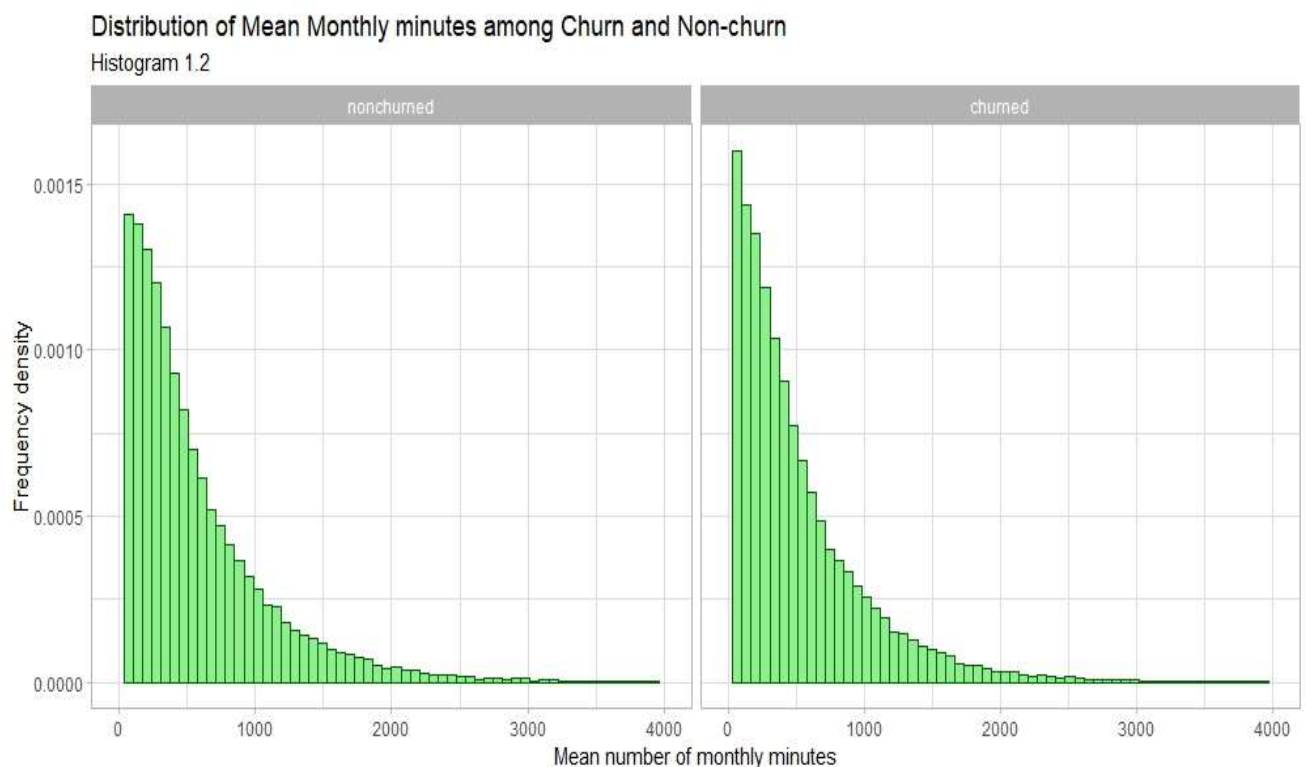 Distribution of Mean Monthly minutes among Churn and Non-churn
Histogram 1.2
nonchurned
churned
Frequency density
0.0015
0.0010
0.0005
0.0000
0 1000 2000 3000 4000
0 1000 2000 3000 4000
Mean number of monthly minutes